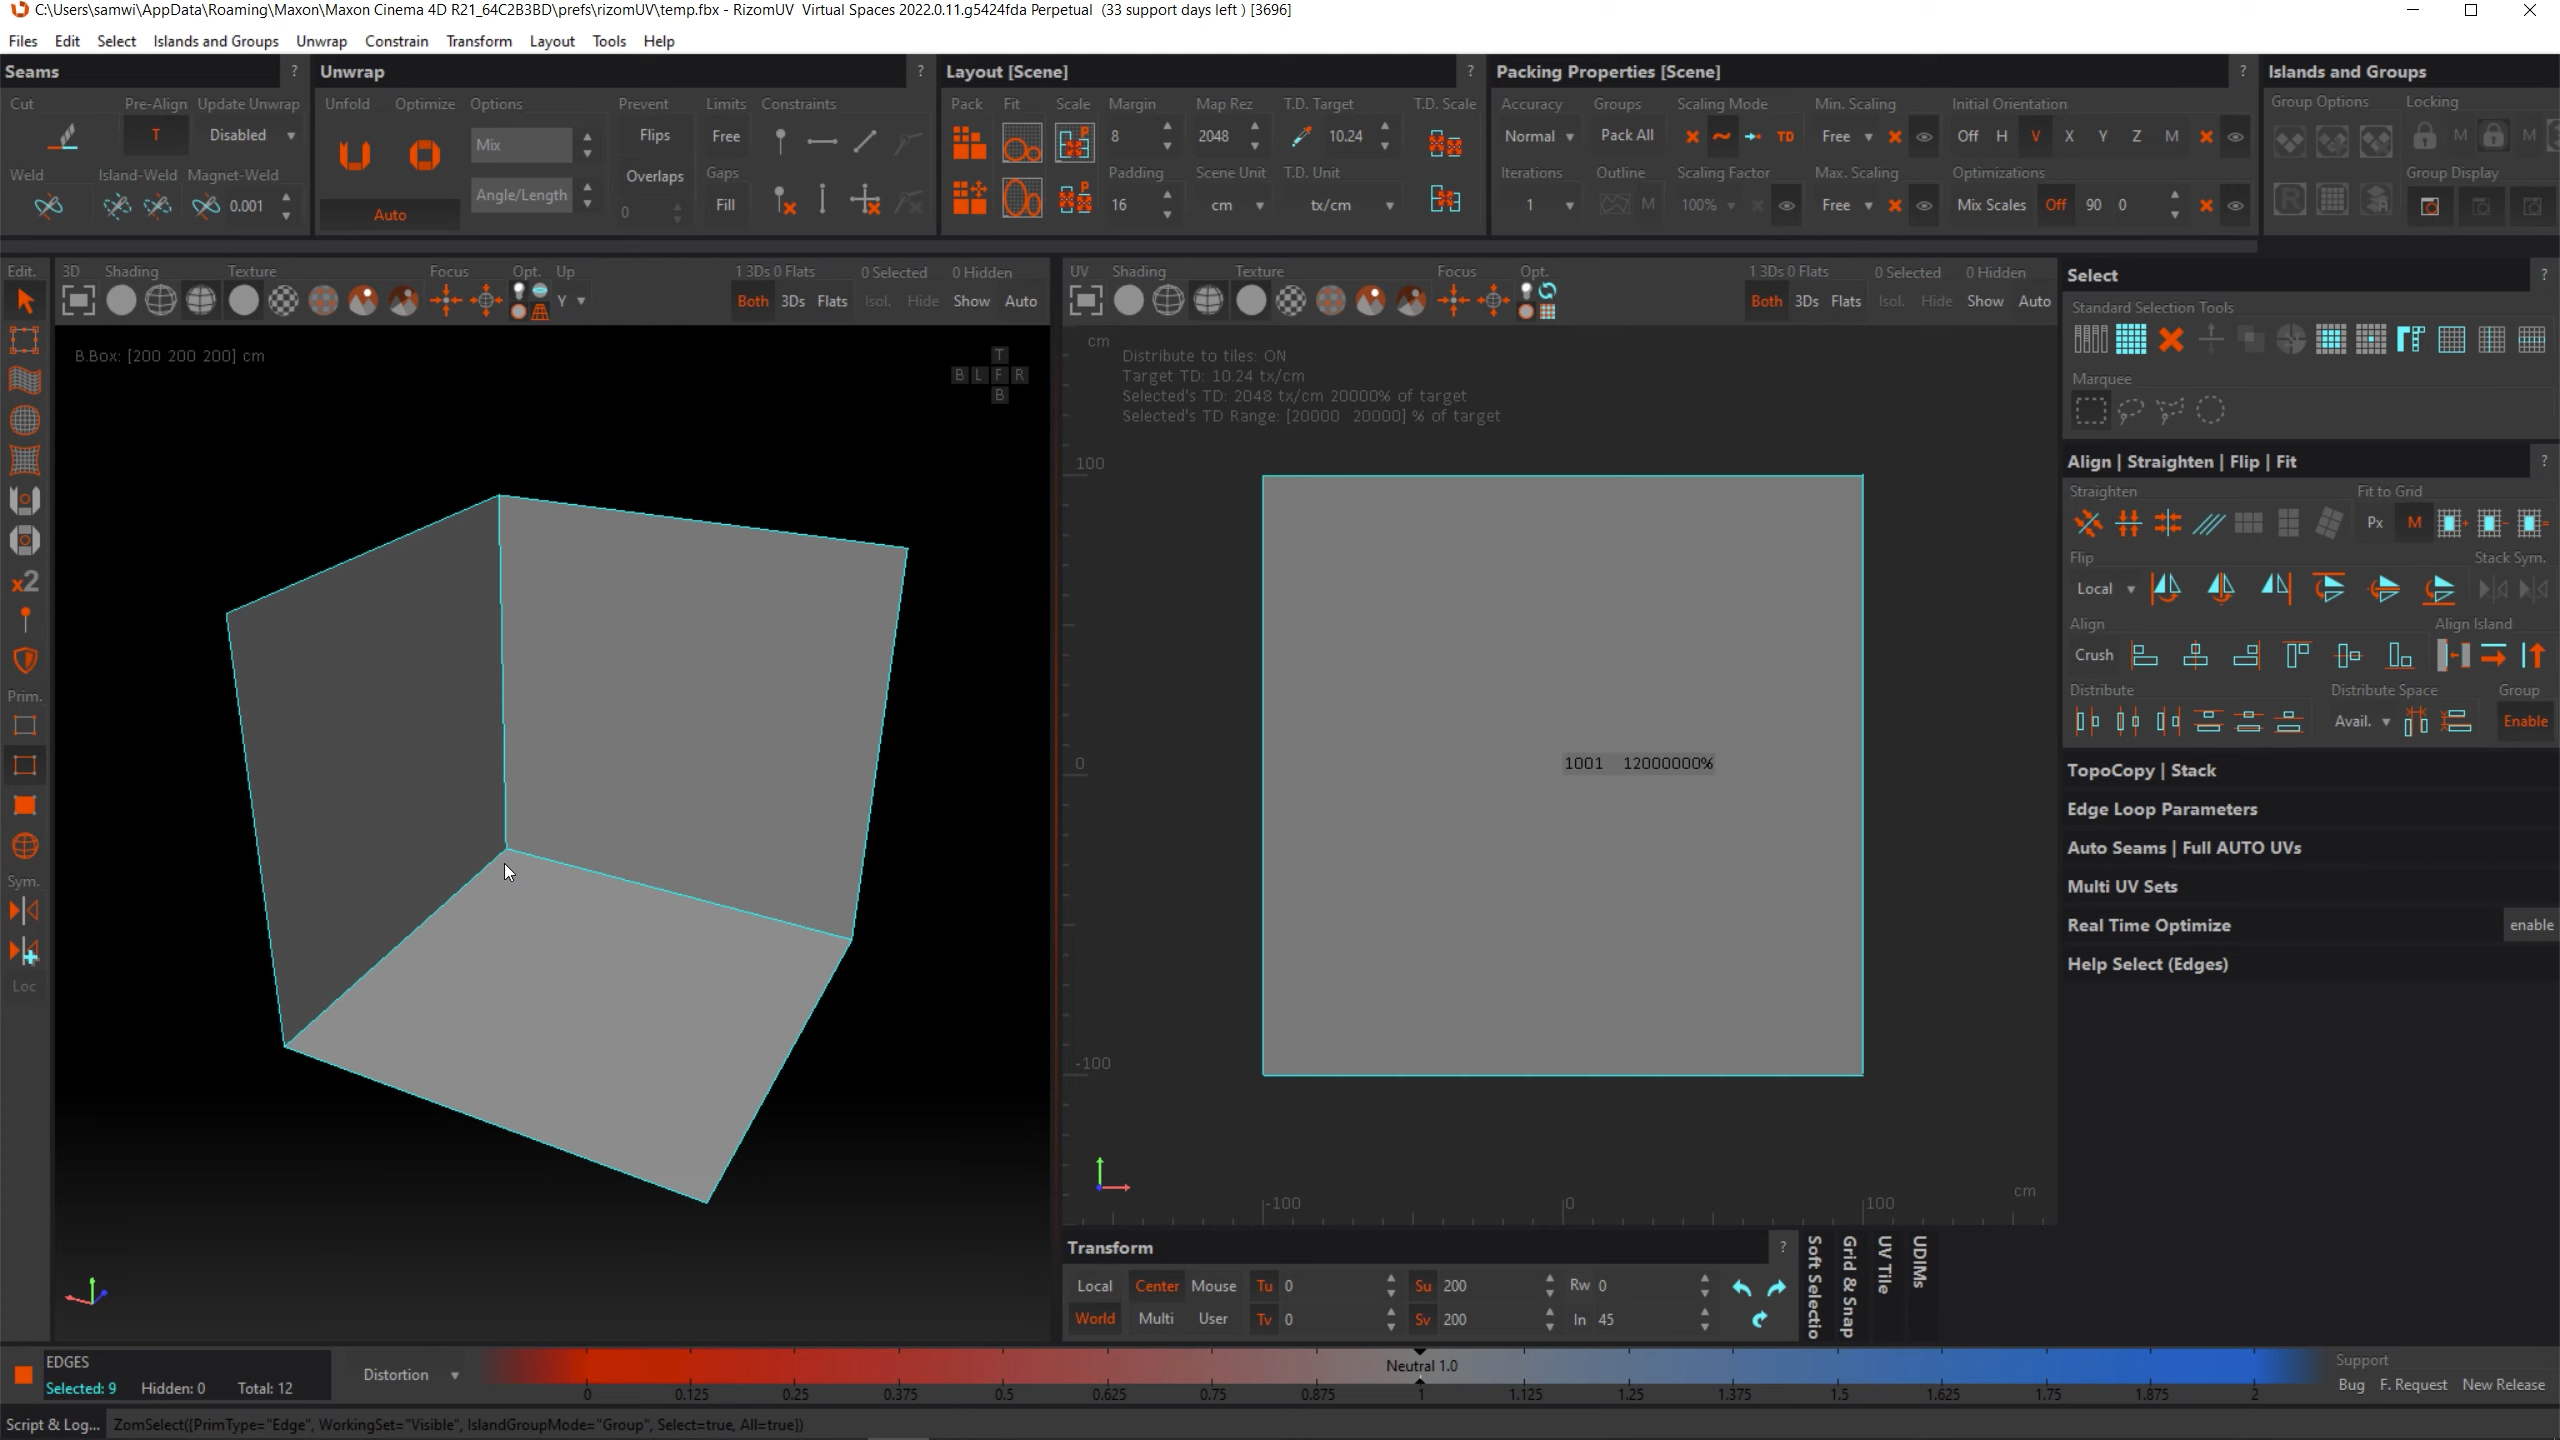 C:\Users\samwi\AppData\Roaming\Maxon\Maxon Cinema 4D R21_64C2B3BD\prefs\rizomUV\temp.fbx - RizomUV Virtual Spaces 2022.0.11.g5424fda Perpetual (33 support days left ) [3696]
Files Edit Select Islands and Groups Unwrap Constrain Transform Layout Tools Help
Seams ? Unwrap ? Layout [Scene] ? Packing Properties [Scene] ? Islands and Groups
Cut Pre-Align Update Unwrap Unfold Optimize Options Prevent Limits Constraints Pack Fit Scale Margin Map Rez T.D. Target T.D. Scale Accuracy Groups Scaling Mode Min. Scaling Initial Orientation Group Options Locking
T Disabled Mix Flips Free P 8 2048 10.24 Normal Pack All TD Free Off H V X Y Z M M M
Weld Island-Weld Magnet-Weld Angle/Length Overlaps Gaps Padding Scene Unit T.D. Unit Iterations Outline Scaling Factor Max. Scaling Optimizations Group Display
0.001 Auto 0 Fill P 16 cm tx/cm 1 M 100% Free Mix Scales Off 90 0 R
Edit. 3D Shading Texture Focus Opt. Up 1 3Ds 0 Flats 0 Selected 0 Hidden
Y Both 3Ds Flats Isol. Hide Show Auto
UV Shading Texture Focus Opt. 1 3Ds 0 Flats 0 Selected 0 Hidden
Both 3Ds Flats Isol. Hide Show Auto
B.Box: [200 200 200] cm
T
B L F R
B
x2
Prim.
Sym.
Loc
cm
Distribute to tiles: ON
Target TD: 10.24 tx/cm
Selected's TD: 2048 tx/cm 20000% of target
Selected's TD Range: [20000 20000] % of target
100
0
1001 12000000%
-100
-100 0 100 cm
Select ?
Standard Selection Tools
Marquee
Align | Straighten | Flip | Fit ?
Straighten Fit to Grid
Px M
Flip Stack Sym.
Local
Align Align Island
Crush
Distribute Distribute Space Group
Avail. Enable
TopoCopy | Stack
Edge Loop Parameters
Auto Seams | Full AUTO UVs
Multi UV Sets
Real Time Optimize enable
Help Select (Edges)
Transform ?
Local Center Mouse Tu 0 Su 200 Rw 0
World Multi User Tv 0 Sv 200 In 45
Soft Selectio
Grid & Snap
UV Tile
UDIMs
EDGES
Selected: 9 Hidden: 0 Total: 12
Distortion
Neutral 1.0
0 0.125 0.25 0.375 0.5 0.625 0.75 0.875 1 1.125 1.25 1.375 1.5 1.625 1.75 1.875 2
Support
Bug F. Request New Release
Script & Log... ZomSelect({PrimType="Edge", WorkingSet="Visible", IslandGroupMode="Group", Select=true, All=true})